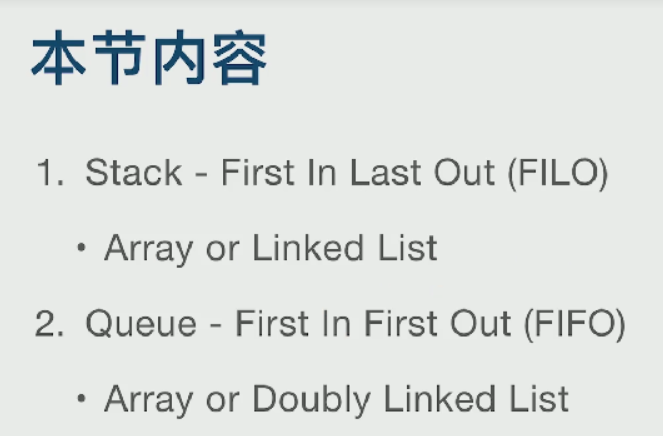 本节内容
1. Stack - First In Last Out (FILO)
• Array or Linked List
2. Queue - First In First Out (FIFO)
• Array or Doubly Linked List